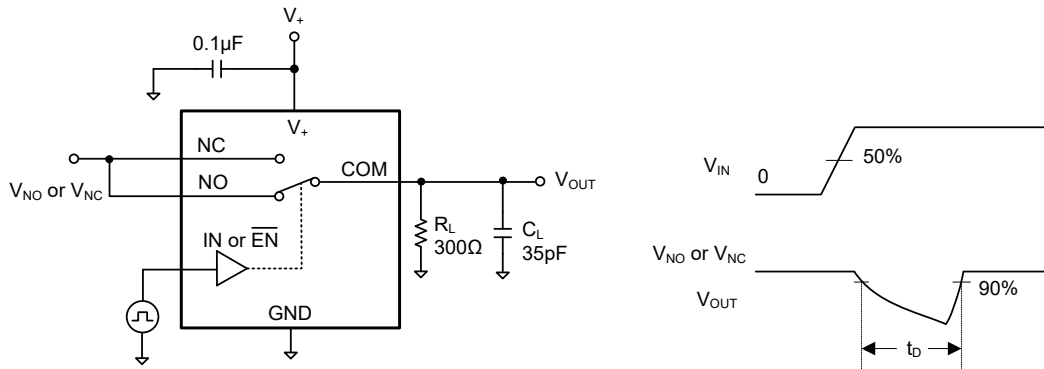 V+
0.1μF
V+
NC
COM
VOUT
NO
VNO or VNC
RL
300Ω
CL
35pF
IN or E̅N̅
GND
VIN
50%
0
VNO or VNC
VOUT
90%
tD